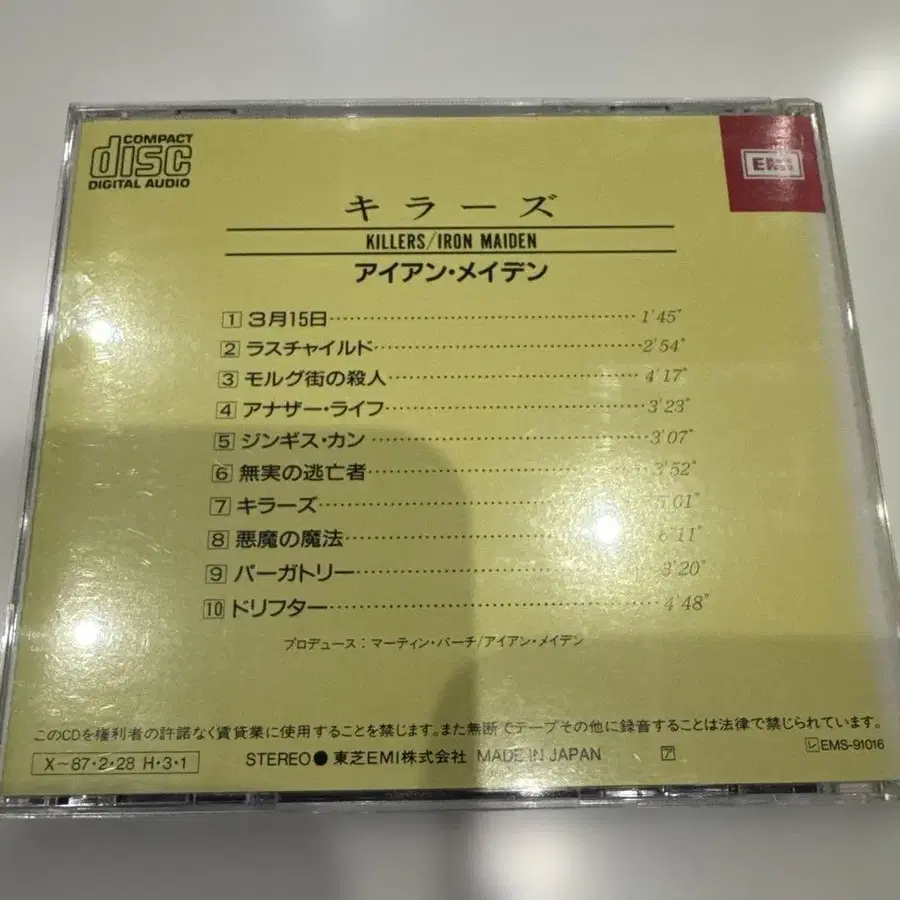 COMPACT
disc
DIGITAL AUDIO
EMI
キラーズ
KILLERS/IRON MAIDEN
アイアン・メイデン
1 3月15日 1'45"
2 ラスチャイルド 2'54"
3 モルグ街の殺人 4'17"
4 アナザー・ライフ 3'23"
5 ジンギス・カン 3'07"
6 無実の逃亡者 3'52"
7 キラーズ 5'01"
8 悪魔の魔法 6'11"
9 パーガトリー 3'20"
10 ドリフター 4'48"
プロデュース:マーティン・バーチ/アイアン・メイデン
このCDを権利者の許諾なく賃貸業に使用することを禁じます。また無断でテープその他に録音することは法律で禁じられています。
X〜87・2・28 H・3・1
STEREO● 東芝EMI株式会社 MADE IN JAPAN
ア
レ EMS-91016